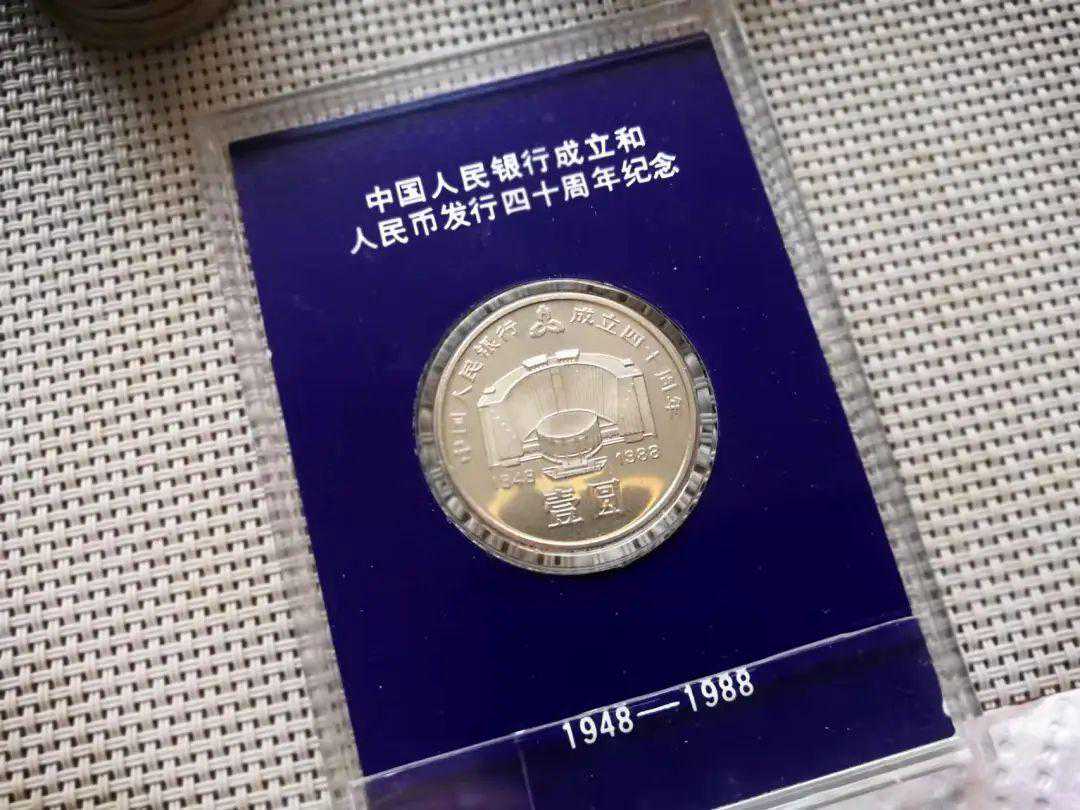 中国人民银行成立和
人民币发行四十周年纪念
中国人民银行 成立四十周年
1948 1988
壹圆
1948—1988